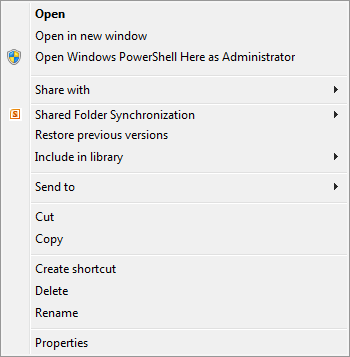 Open
Open in new window
Open Windows PowerShell Here as Administrator
Share with
Shared Folder Synchronization
Restore previous versions
Include in library
Send to
Cut
Copy
Create shortcut
Delete
Rename
Properties